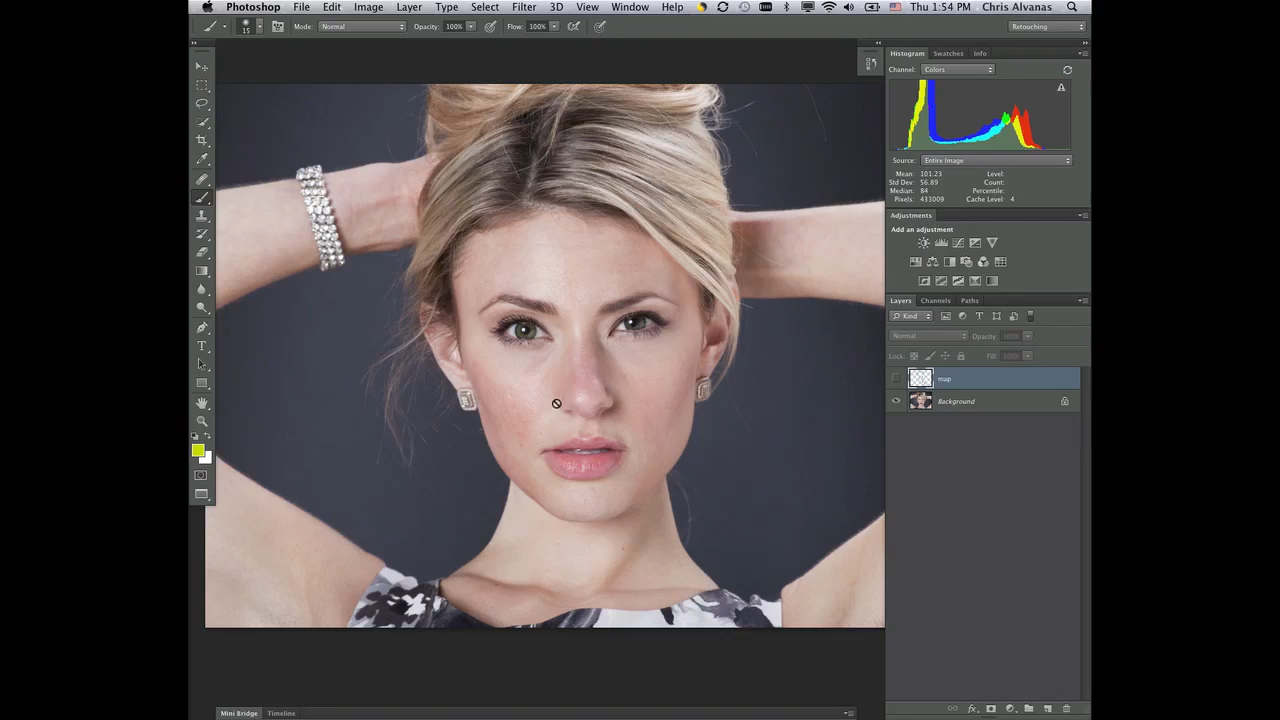 Photoshop File Edit Image Layer Type Select Filter 3D View Window Help Thu 1:54 PM Chris Alvanas
15 Mode: Normal Opacity: 100% Flow: 100% Retouching
Histogram Swatches Info
Channel: Colors
Source: Entire Image
Mean: 101.23 Level:
Std Dev: 56.89 Count:
Median: 84 Percentile:
Pixels: 433009 Cache Level: 4
Adjustments
Add an adjustment
Layers Channels Paths
Kind
Normal Opacity: 100%
Lock: Fill: 100%
map
Background
Mini Bridge Timeline